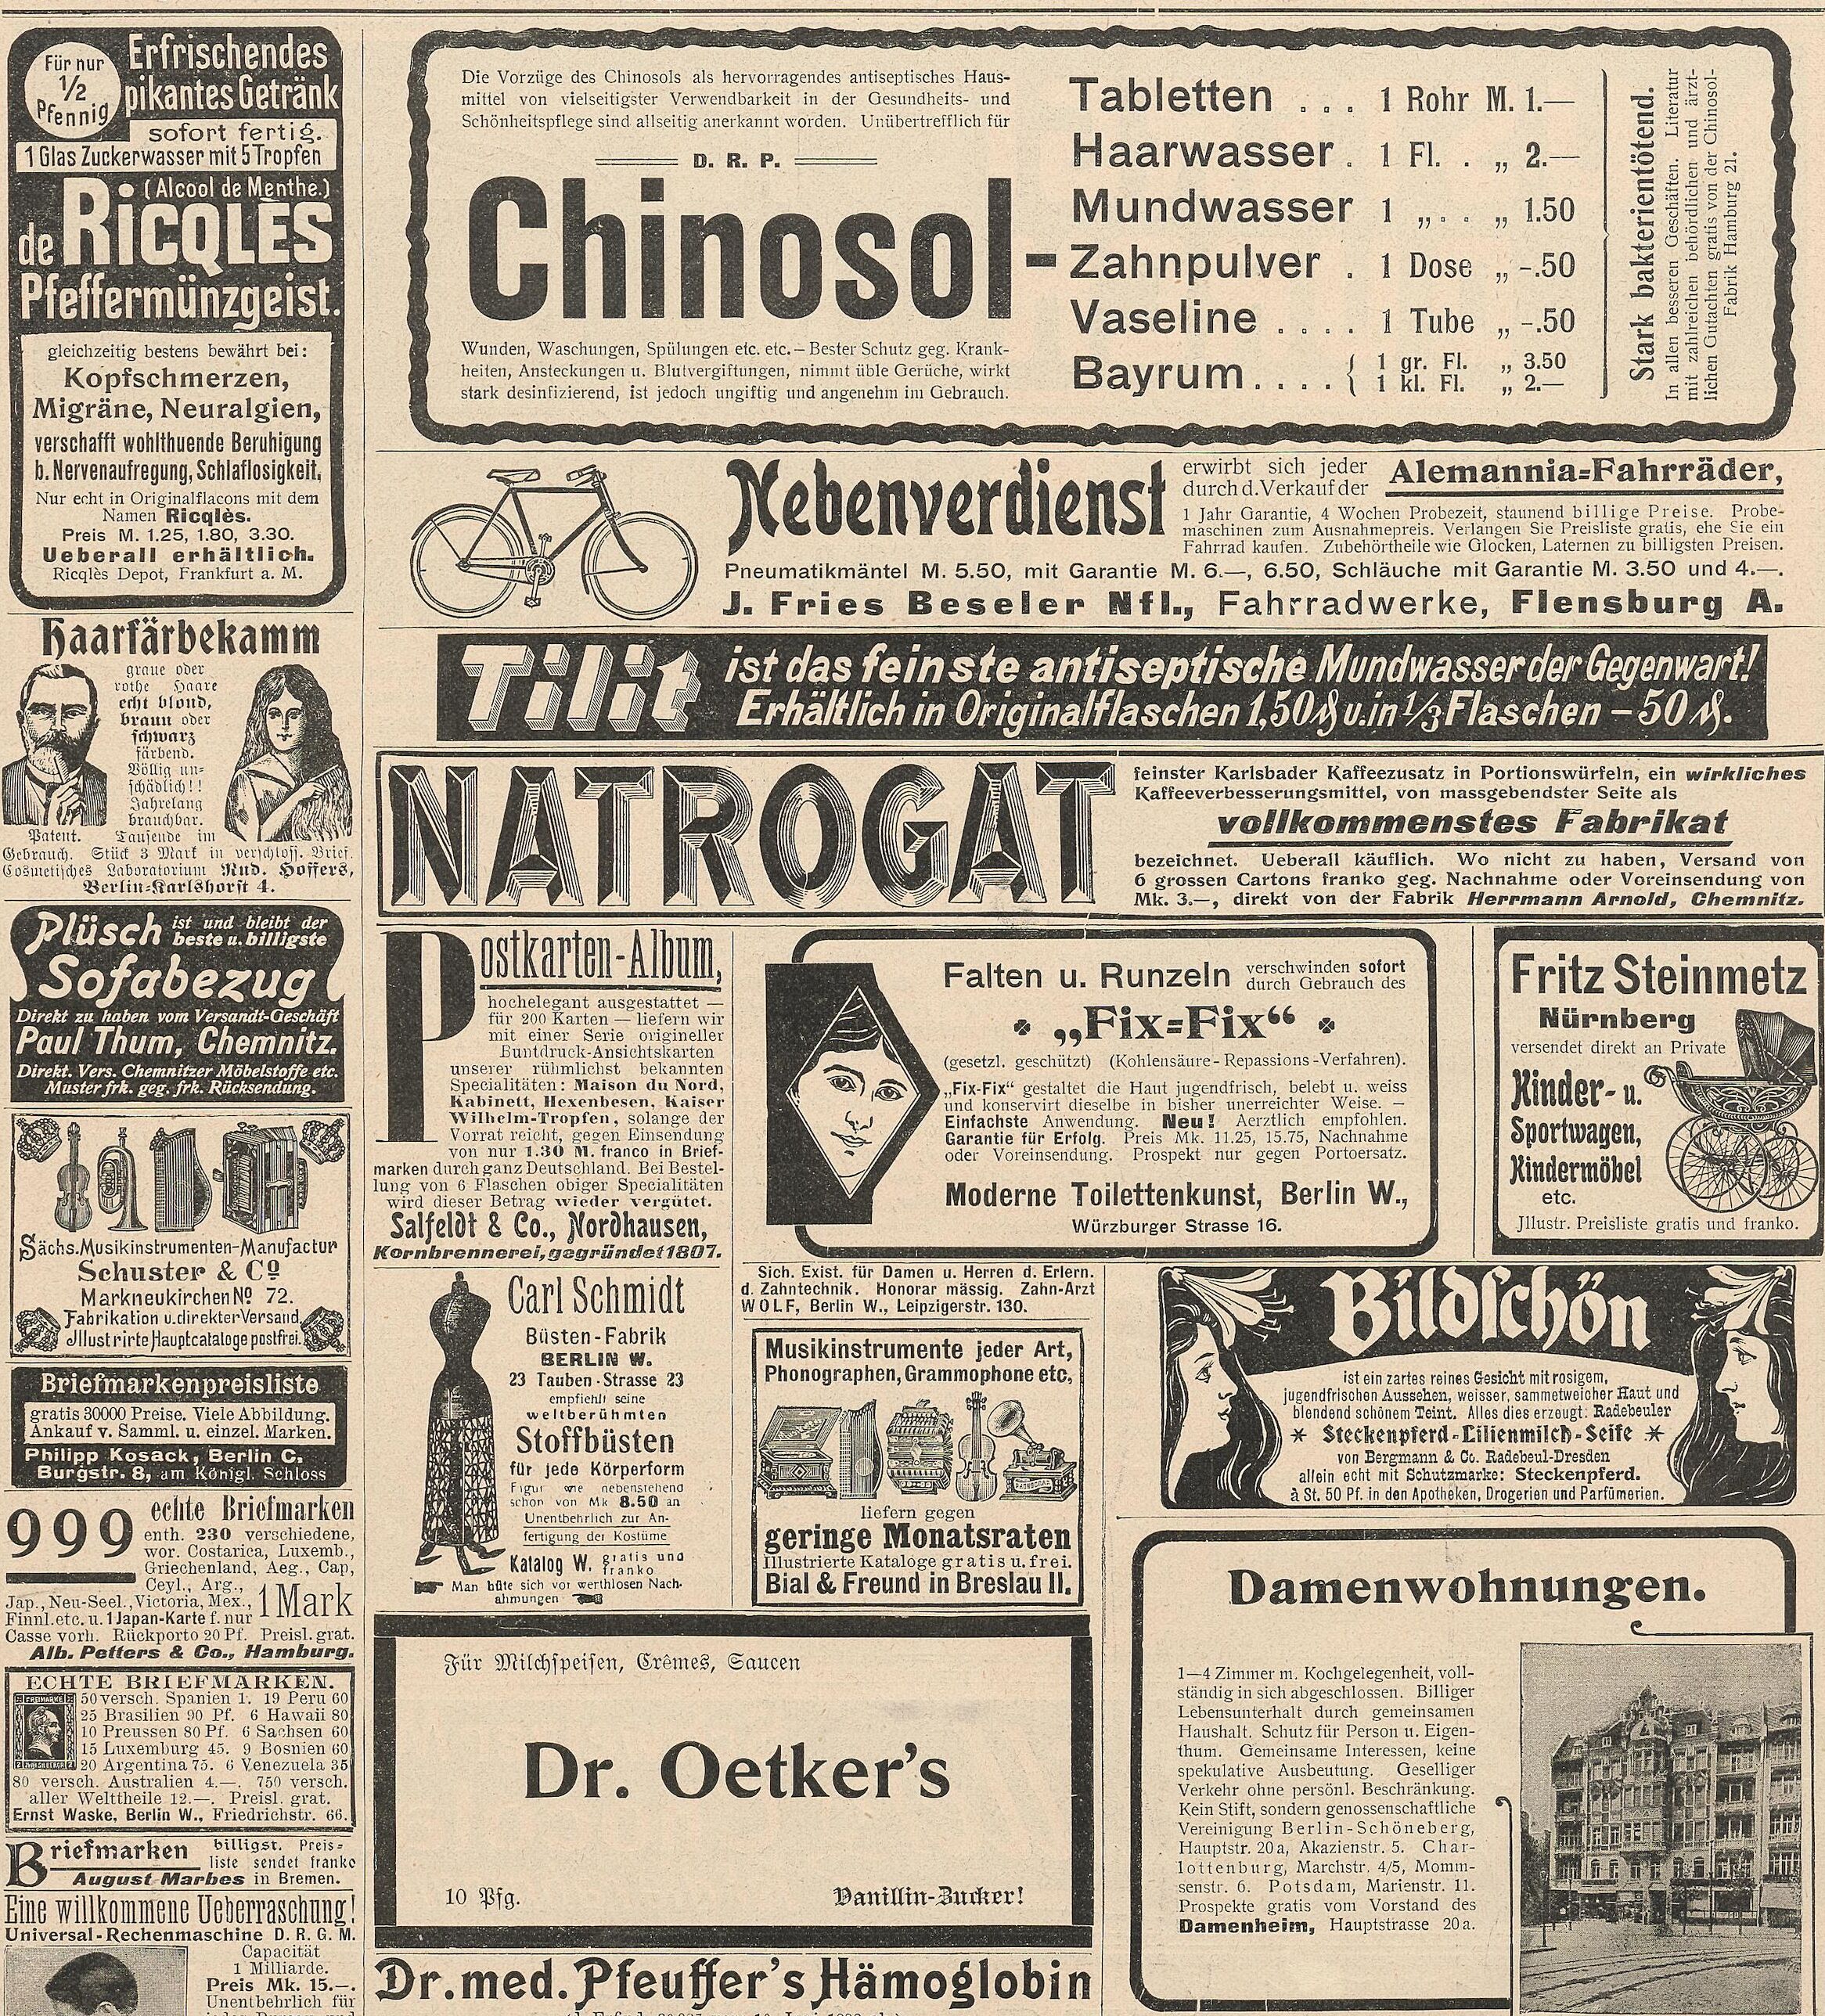 Für nur
½
Pfennig
Erfrischendes
pikantes Getränk
sofort fertig.
1 Glas Zuckerwasser mit 5 Tropfen
(Alcool de Menthe.)
de RICQLÈS
Pfeffermünzgeist.
gleichzeitig bestens bewährt bei:
Kopfschmerzen,
Migräne, Neuralgien,
verschafft wohlthuende Beruhigung
b. Nervenaufregung, Schlaflosigkeit,
Nur echt in Originalflacons mit dem
Namen Ricqlès.
Preis M. 1.25, 1.80, 3.30.
Ueberall erhältlich.
Ricqlès Depot, Frankfurt a. M.
Haarfärbekamm
graue oder
rothe Haare
echt blond,
braun oder
schwarz
färbend.
Völlig un-
schädlich!!
Jahrelang
brauchbar.
Patent. Tausende im
Gebrauch. Stück 3 Mark in verschloss. Brief.
Cosmetisches Laboratorium Rud. Hoffers,
Berlin-Karlshorst 4.
Plüsch ist und bleibt der
beste u. billigste
Sofabezug
Direkt zu haben vom Versandt-Geschäft
Paul Thum, Chemnitz.
Direkt. Vers. Chemnitzer Möbelstoffe etc.
Muster frk. geg. frk. Rücksendung.
Sächs. Musikinstrumenten-Manufactur
Schuster & Co
Markneukirchen No 72.
Fabrikation u. direkter Versand.
Illustrirte Hauptcataloge postfrei.
Briefmarkenpreisliste
gratis 30000 Preise. Viele Abbildung.
Ankauf v. Samml. u. einzel. Marken.
Philipp Kosack, Berlin C.
Burgstr. 8, am Königl. Schloss
999 echte Briefmarken
enth. 230 verschiedene,
wor. Costarica, Luxemb.,
Griechenland, Aeg., Cap,
Ceyl., Arg.,
Jap., Neu-Seel., Victoria, Mex., 1 Mark
Finnl. etc. u. 1 Japan-Karte f. nur
Casse vorh. Rückporto 20 Pf. Preisl. grat.
Alb. Petters & Co., Hamburg.
ECHTE BRIEFMARKEN.
50 versch. Spanien 1. 19 Peru 60
25 Brasilien 90 Pf. 6 Hawaii 80
10 Preussen 80 Pf. 6 Sachsen 60
15 Luxemburg 45. 9 Bosnien 60
20 Argentina 75. 6 Venezuela 35
80 versch. Australien 4.—. 750 versch.
aller Welttheile 12.—. Preisl. grat.
Ernst Waske, Berlin W., Friedrichstr. 66.
Briefmarken billigst. Preis-
liste sendet franko
August Marbes in Bremen.
Eine willkommene Ueberraschung!
Universal-Rechenmaschine D. R. G. M.
Capacität
1 Milliarde.
Preis Mk. 15.—.
Unentbehrlich für
Die Vorzüge des Chinosols als hervorragendes antiseptisches Haus-
mittel von vielseitigster Verwendbarkeit in der Gesundheits- und
Schönheitspflege sind allseitig anerkannt worden. Unübertrefflich für
D. R. P.
Chinosol-
Wunden, Waschungen, Spülungen etc. etc. – Bester Schutz geg. Krank-
heiten, Ansteckungen u. Blutvergiftungen, nimmt üble Gerüche, wirkt
stark desinfizierend, ist jedoch ungiftig und angenehm im Gebrauch.
Tabletten . . . 1 Rohr M. 1.—
Haarwasser . 1 Fl. . „ 2.—
Mundwasser 1 „ . . „ 1.50
Zahnpulver . 1 Dose „ -.50
Vaseline . . . . 1 Tube „ -.50
Bayrum . . . . { 1 gr. Fl. „ 3.50
1 kl. Fl. „ 2.—
Stark bakterientötend.
In allen besseren Geschäften. Literatur
mit zahlreichen behördlichen und ärzt-
lichen Gutachten gratis von der Chinosol-
Fabrik Hamburg 21.
Nebenverdienst
erwirbt sich jeder
durch d. Verkauf der
Alemannia-Fahrräder,
1 Jahr Garantie, 4 Wochen Probezeit, staunend billige Preise. Probe-
maschinen zum Ausnahmepreis. Verlangen Sie Preisliste gratis, ehe Sie ein
Fahrrad kaufen. Zubehörtheile wie Glocken, Laternen zu billigsten Preisen.
Pneumatikmäntel M. 5.50, mit Garantie M. 6.—, 6.50, Schläuche mit Garantie M. 3.50 und 4.—.
J. Fries Beseler Nfl., Fahrradwerke, Flensburg A.
Tilit ist das feinste antiseptische Mundwasser der Gegenwart!
Erhältlich in Originalflaschen 1,50 ₰ u. in ⅓ Flaschen – 50 ₰.
NATROGAT
feinster Karlsbader Kaffeezusatz in Portionswürfeln, ein wirkliches
Kaffeeverbesserungsmittel, von massgebendster Seite als
vollkommenstes Fabrikat
bezeichnet. Ueberall käuflich. Wo nicht zu haben, Versand von
6 grossen Cartons franko geg. Nachnahme oder Voreinsendung von
Mk. 3.—, direkt von der Fabrik Herrmann Arnold, Chemnitz.
Postkarten-Album,
hochelegant ausgestattet —
für 200 Karten — liefern wir
mit einer Serie origineller
Buntdruck-Ansichtskarten
unserer rühmlichst bekannten
Specialitäten: Maison du Nord,
Kabinett, Hexenbesen, Kaiser
Wilhelm-Tropfen, solange der
Vorrat reicht, gegen Einsendung
von nur 1.30 M. franco in Brief-
marken durch ganz Deutschland. Bei Bestel-
lung von 6 Flaschen obiger Specialitäten
wird dieser Betrag wieder vergütet.
Salfeldt & Co., Nordhausen,
Kornbrennerei, gegründet 1807.
Falten u. Runzeln verschwinden sofort
durch Gebrauch des
„Fix-Fix“
(gesetzl. geschützt) (Kohlensäure-Repassions-Verfahren).
„Fix-Fix“ gestaltet die Haut jugendfrisch, belebt u. weiss
und konservirt dieselbe in bisher unerreichter Weise. —
Einfachste Anwendung. Neu! Aerztlich empfohlen.
Garantie für Erfolg. Preis Mk. 11.25, 15.75, Nachnahme
oder Voreinsendung. Prospekt nur gegen Portoersatz.
Moderne Toilettenkunst, Berlin W.,
Würzburger Strasse 16.
Fritz Steinmetz
Nürnberg
versendet direkt an Private
Kinder- u.
Sportwagen,
Kindermöbel
etc.
Jllustr. Preisliste gratis und franko.
Carl Schmidt
Büsten-Fabrik
BERLIN W.
23 Tauben-Strasse 23
empfiehlt seine
weltberühmten
Stoffbüsten
für jede Körperform
Figur wie nebenstehend
schon von Mk 8.50 an
Unentbehrlich zur An-
fertigung der Kostüme
Katalog W. gratis und
franko
Man hüte sich vor werthlosen Nach-
ahmungen
Sich. Exist. für Damen u. Herren d. Erlern.
d. Zahntechnik. Honorar mässig. Zahn-Arzt
WOLF, Berlin W., Leipzigerstr. 130.
Musikinstrumente jeder Art,
Phonographen, Grammophone etc,
liefern gegen
geringe Monatsraten
Illustrierte Kataloge gratis u. frei.
Bial & Freund in Breslau II.
Bildschön
ist ein zartes reines Gesicht mit rosigem,
jugendfrischen Aussehen, weisser, sammetweicher Haut und
blendend schönem Teint. Alles dies erzeugt: Radebeuler
* Steckenpferd-Lilienmilch-Seife *
von Bergmann & Co. Radebeul-Dresden
allein echt mit Schutzmarke: Steckenpferd.
à St. 50 Pf. in den Apotheken, Drogerien und Parfümerien.
Für Milchspeisen, Crêmes, Saucen
Dr. Oetker’s
10 Pfg. Vanillin-Zucker!
Dr. med. Pfeuffer’s Hämoglobin
Damenwohnungen.
1—4 Zimmer m. Kochgelegenheit, voll-
ständig in sich abgeschlossen. Billiger
Lebensunterhalt durch gemeinsamen
Haushalt. Schutz für Person u. Eigen-
thum. Gemeinsame Interessen, keine
spekulative Ausbeutung. Geselliger
Verkehr ohne persönl. Beschränkung.
Kein Stift, sondern genossenschaftliche
Vereinigung Berlin-Schöneberg,
Hauptstr. 20a, Akazienstr. 5. Char-
lottenburg, Marchstr. 4/5, Momm-
senstr. 6. Potsdam, Marienstr. 11.
Prospekte gratis vom Vorstand des
Damenheim, Hauptstrasse 20a.